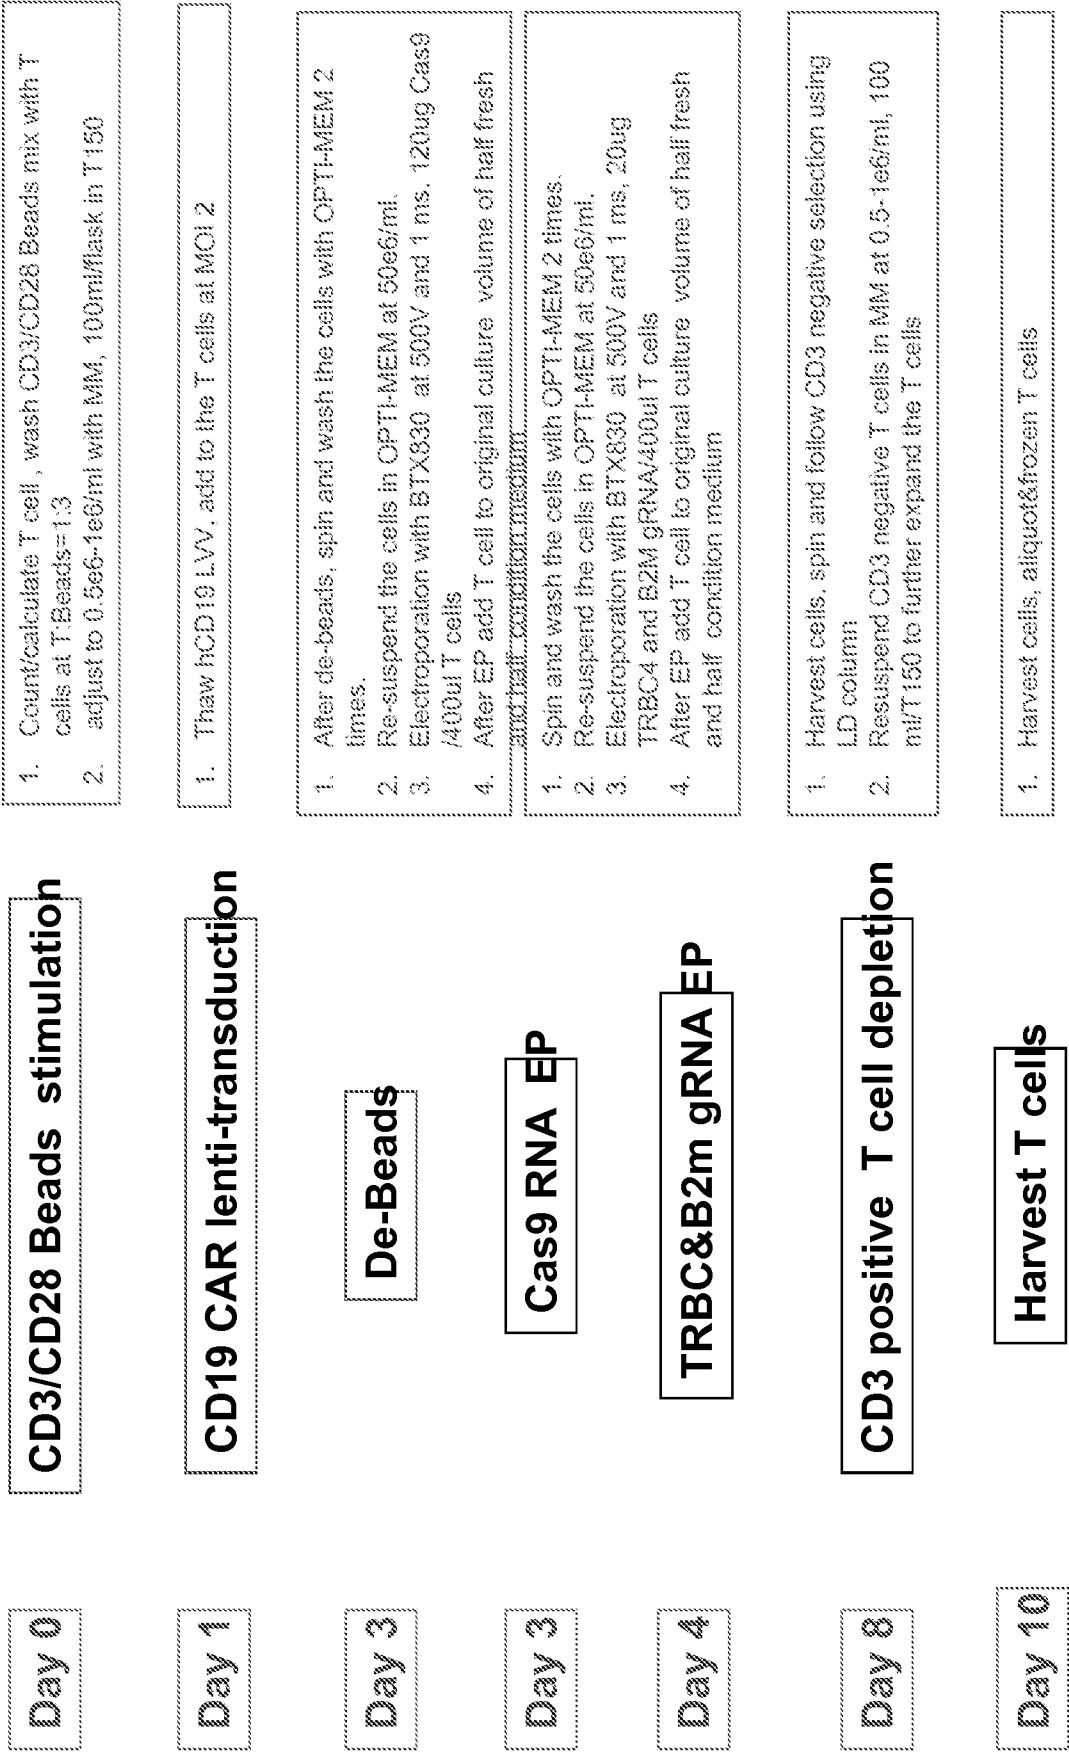 Day 0
CD3/CD28 Beads stimulation
1. Count/calculate T cell , wash CD3/CD28 Beads mix with T
cells at T:Beads=1:3
2. adjust to 0.5e6-1e6/ml with MM, 100ml/flask in T150
Day 1
CD19 CAR lenti-transduction
1. Thaw hCD19 LVV, add to the T cells at MOI 2
Day 3
De-Beads
Day 3
Cas9 RNA EP
1. After de-beads, spin and wash the cells with OPTI-MEM 2
times.
2. Re-suspend the cells in OPTI-MEM at 50e6/ml.
3. Electroporation with BTX830 at 500V and 1 ms. 120ug Cas9
/400ul T cells
4. After EP add T cell to original culture volume of half fresh
and half condition medium
Day 4
TRBC&B2m gRNA EP
1. Spin and wash the cells with OPTI-MEM 2 times.
2. Re-suspend the cells in OPTI-MEM at 50e6/ml.
3. Electroporation with BTX830 at 500V and 1 ms, 20ug
TRBC4 and B2M gRNA/400ul T cells
4. After EP add T cell to original culture volume of half fresh
and half condition medium
Day 8
CD3 positive T cell depletion
1. Harvest cells, spin and follow CD3 negative selection using
LD column
2. Resuspend CD3 negative T cells in MM at 0.5-1e6/ml, 100
ml/T150 to further expand the T cells
Day 10
Harvest T cells
1. Harvest cells, aliquot&frozen T cells